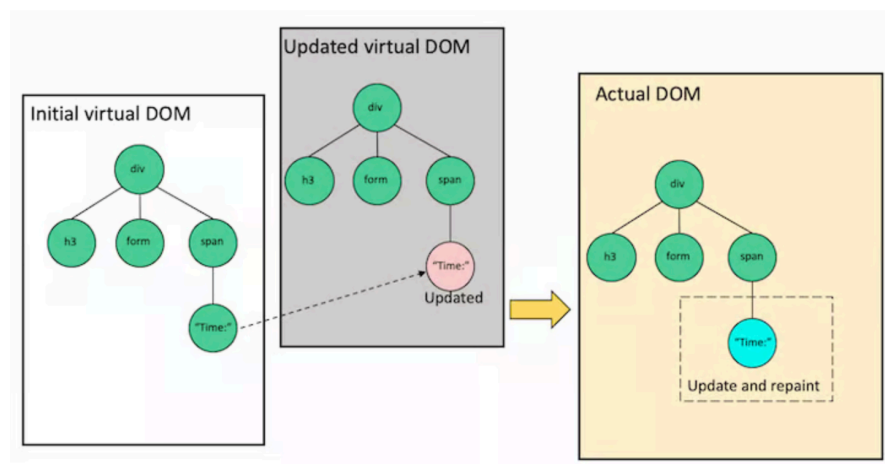 Initial virtual DOM
div
h3 form span
"Time:"
Updated virtual DOM
div
h3 form span
"Time:"
Updated
Actual DOM
div
h3 form span
"Time:"
Update and repaint